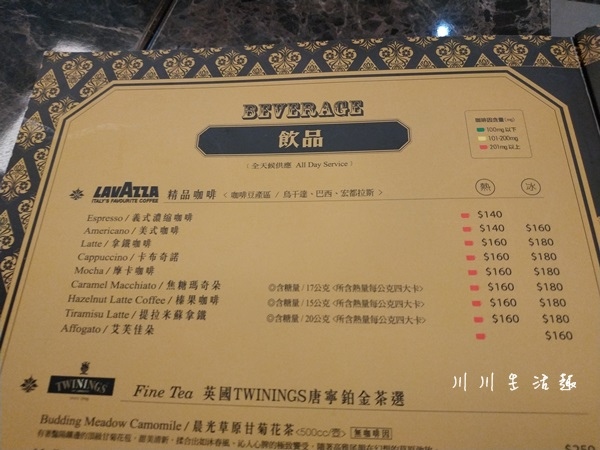 BEVERAGE
飲品
(全天候供應 All Day Service)
咖啡因含量(mg)
100mg以下
101-200mg
201mg以上
LAVAZZA 精品咖啡 <咖啡豆產區 / 烏干達、巴西、宏都拉斯> 熱 冰
ITALY'S FAVOURITE COFFEE
Espresso / 義式濃縮咖啡 $140
Americano / 美式咖啡 $140 $160
Latte / 拿鐵咖啡 $160 $180
Cappuccino / 卡布奇諾 $160 $180
Mocha / 摩卡咖啡 $160 $180
Caramel Macchiato / 焦糖瑪奇朵 ◎含糖量 / 17公克 <所含熱量每公克四大卡> $160 $180
Hazelnut Latte Coffee / 榛果咖啡 ◎含糖量 / 15公克 <所含熱量每公克四大卡> $160 $180
Tiramisu Latte / 提拉米蘇拿鐵 ◎含糖量 / 20公克 <所含熱量每公克四大卡> $160 $180
Affogato / 艾芙佳朵 $160
TWININGS Fine Tea 英國TWININGS唐寧鉑金茶選
川川生活趣
Budding Meadow Camomile / 晨光草原甘菊花茶 <500cc/壺> 無咖啡因
$250